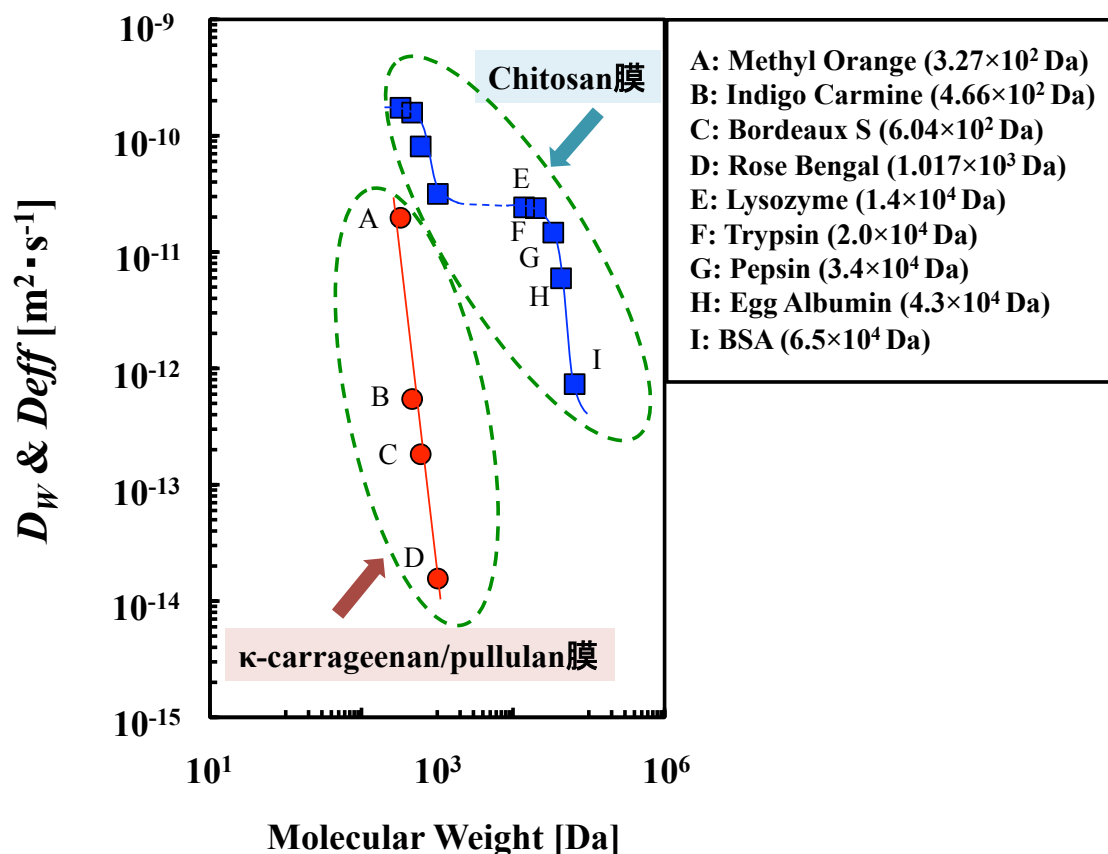 10⁻⁹
10⁻¹⁰
10⁻¹¹
10⁻¹²
10⁻¹³
10⁻¹⁴
10⁻¹⁵
D_W & Deff [m²・s⁻¹]
Chitosan膜
E
F
G
H
I
A
B
C
D
κ-carrageenan/pullulan膜
10¹
10³
10⁶
Molecular Weight [Da]
A: Methyl Orange (3.27×10² Da)
B: Indigo Carmine (4.66×10² Da)
C: Bordeaux S (6.04×10² Da)
D: Rose Bengal (1.017×10³ Da)
E: Lysozyme (1.4×10⁴ Da)
F: Trypsin (2.0×10⁴ Da)
G: Pepsin (3.4×10⁴ Da)
H: Egg Albumin (4.3×10⁴ Da)
I: BSA (6.5×10⁴ Da)